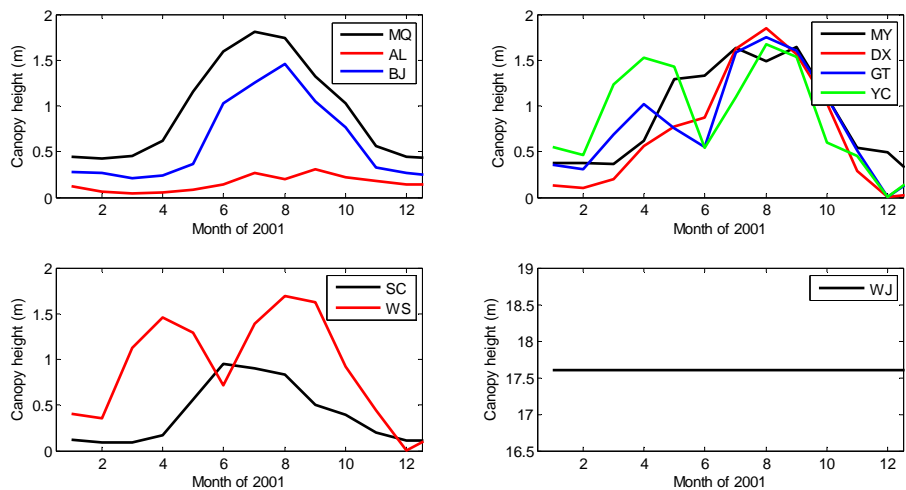 2
1.5
1
0.5
0
Canopy height (m)
MQ
AL
BJ
2 4 6 8 10 12
Month of 2001
2
1.5
1
0.5
0
Canopy height (m)
MY
DX
GT
YC
2 4 6 8 10 12
Month of 2001
2
1.5
1
0.5
0
Canopy height (m)
SC
WS
2 4 6 8 10 12
Month of 2001
19
18.5
18
17.5
17
16.5
Canopy height (m)
WJ
2 4 6 8 10 12
Month of 2001